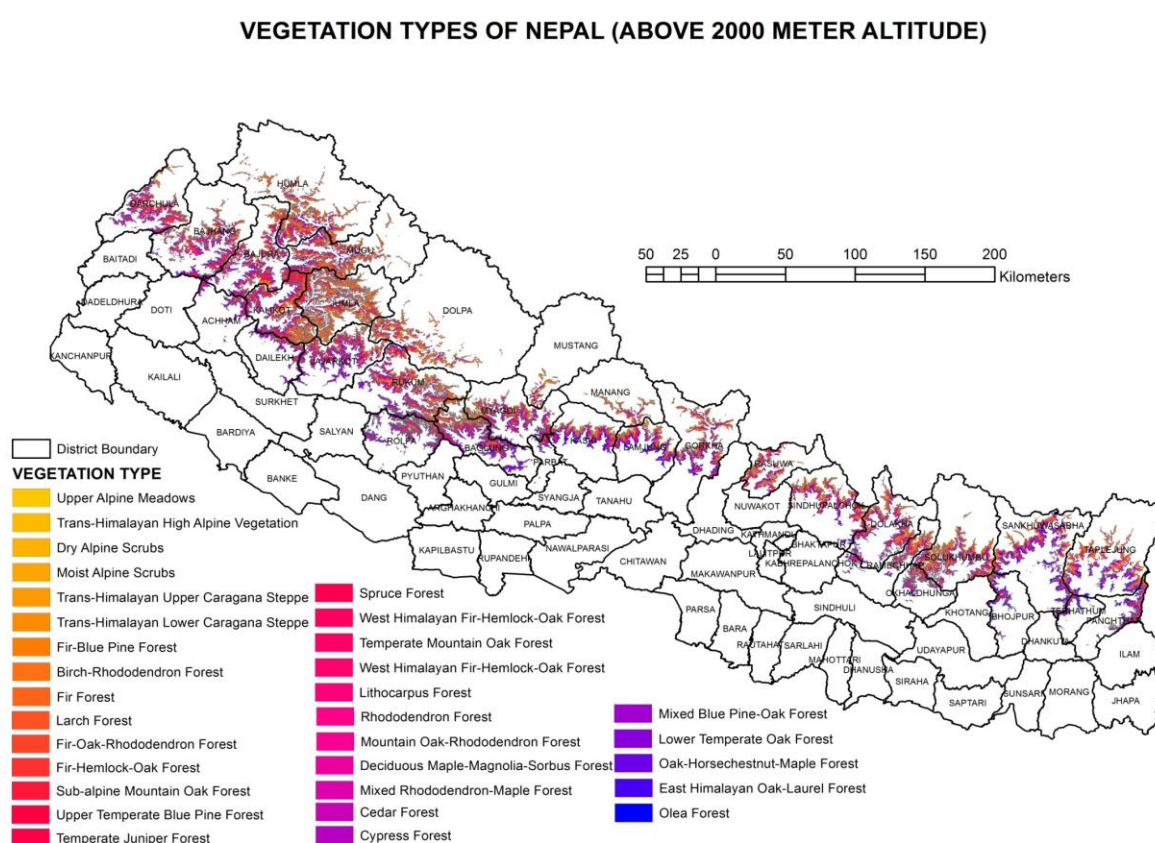 VEGETATION TYPES OF NEPAL (ABOVE 2000 METER ALTITUDE)
HUMLA
DARCHULA
BAJHANG
BAJURA
MUGU
BAITADI
DADELDHURA
DOTI
ACHHAM
KALIKOT
JUMLA
DOLPA
KANCHANPUR
KAILALI
DAILEKH
JAJARKOT
MUSTANG
50 25 0 50 100 150 200
Kilometers
SURKHET
RUKUM
MANANG
BARDIYA
SALYAN
ROLPA
MYAGDI
BAGLUNG
PARBAT
KASKI
LAMJUNG
GORKHA
RASUWA
BANKE
DANG
PYUTHAN
GULMI
ARGHAKHANCHI
SYANGJA
TANAHU
NUWAKOT
SINDHUPALCHOK
DOLAKHA
SANKHUWASABHA
TAPLEJUNG
PALPA
KAPILBASTU
RUPANDEHI
NAWALPARASI
CHITAWAN
DHADING
KATHMANDU
BHAKTAPUR
LALITPUR
KABHREPALANCHOK
RAMECHHAP
SOLUKHUMBU
OKHALDHUNGA
MAKAWANPUR
KHOTANG
BHOJPUR
TERHATHUM
PANCHTHAR
DHANKUTA
ILAM
PARSA
BARA
RAUTAHAT
SARLAHI
SINDHULI
MAHOTTARI
DHANUSHA
UDAYAPUR
SIRAHA
SAPTARI
SUNSARI
MORANG
JHAPA
District Boundary
VEGETATION TYPE
Upper Alpine Meadows
Trans-Himalayan High Alpine Vegetation
Dry Alpine Scrubs
Moist Alpine Scrubs
Trans-Himalayan Upper Caragana Steppe
Trans-Himalayan Lower Caragana Steppe
Fir-Blue Pine Forest
Birch-Rhododendron Forest
Fir Forest
Larch Forest
Fir-Oak-Rhododendron Forest
Fir-Hemlock-Oak Forest
Sub-alpine Mountain Oak Forest
Upper Temperate Blue Pine Forest
Temperate Juniper Forest
Spruce Forest
West Himalayan Fir-Hemlock-Oak Forest
Temperate Mountain Oak Forest
West Himalayan Fir-Hemlock-Oak Forest
Lithocarpus Forest
Rhododendron Forest
Mountain Oak-Rhododendron Forest
Deciduous Maple-Magnolia-Sorbus Forest
Mixed Rhododendron-Maple Forest
Cedar Forest
Cypress Forest
Mixed Blue Pine-Oak Forest
Lower Temperate Oak Forest
Oak-Horsechestnut-Maple Forest
East Himalayan Oak-Laurel Forest
Olea Forest